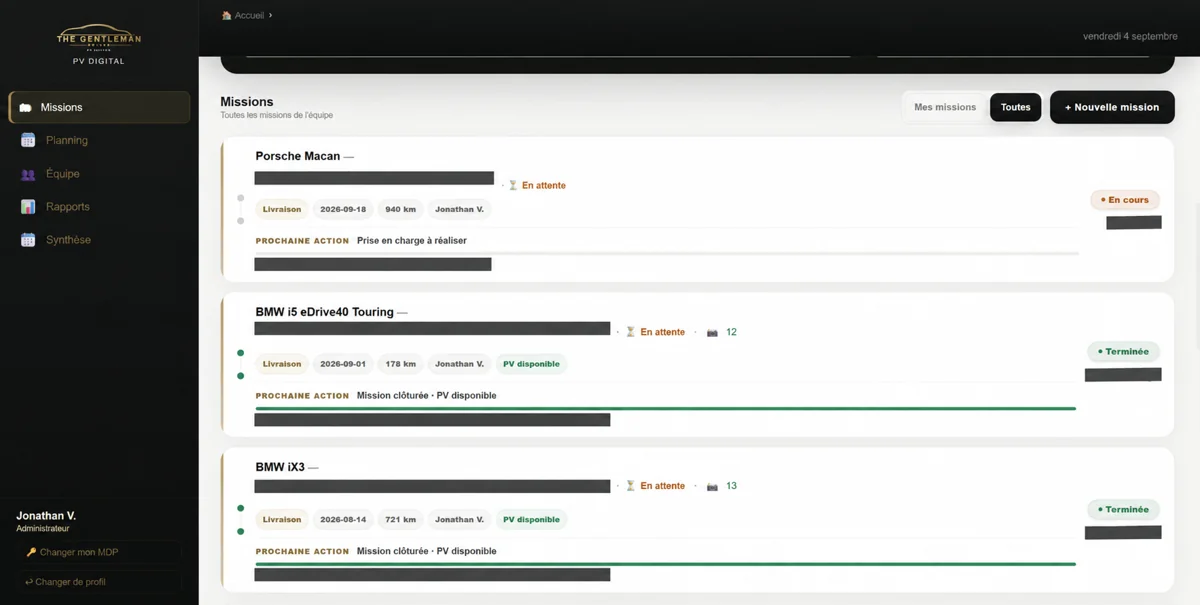 THE GENTLEMAN
PV DIGITAL
Missions
Planning
Équipe
Rapports
Synthèse
Jonathan V.
Administrateur
Changer mon MDP
↩ Changer de profil
Accueil ›
vendredi 4 septembre
Missions
Toutes les missions de l'équipe
Mes missions
Toutes
+ Nouvelle mission
Porsche Macan —
· En attente
Livraison 2026-09-18 940 km Jonathan V.
• En cours
PROCHAINE ACTION Prise en charge à réaliser
BMW i5 eDrive40 Touring —
· En attente · 12
Livraison 2026-09-01 178 km Jonathan V. PV disponible
• Terminée
PROCHAINE ACTION Mission clôturée · PV disponible
BMW iX3 —
· En attente · 13
Livraison 2026-08-14 721 km Jonathan V. PV disponible
• Terminée
PROCHAINE ACTION Mission clôturée · PV disponible